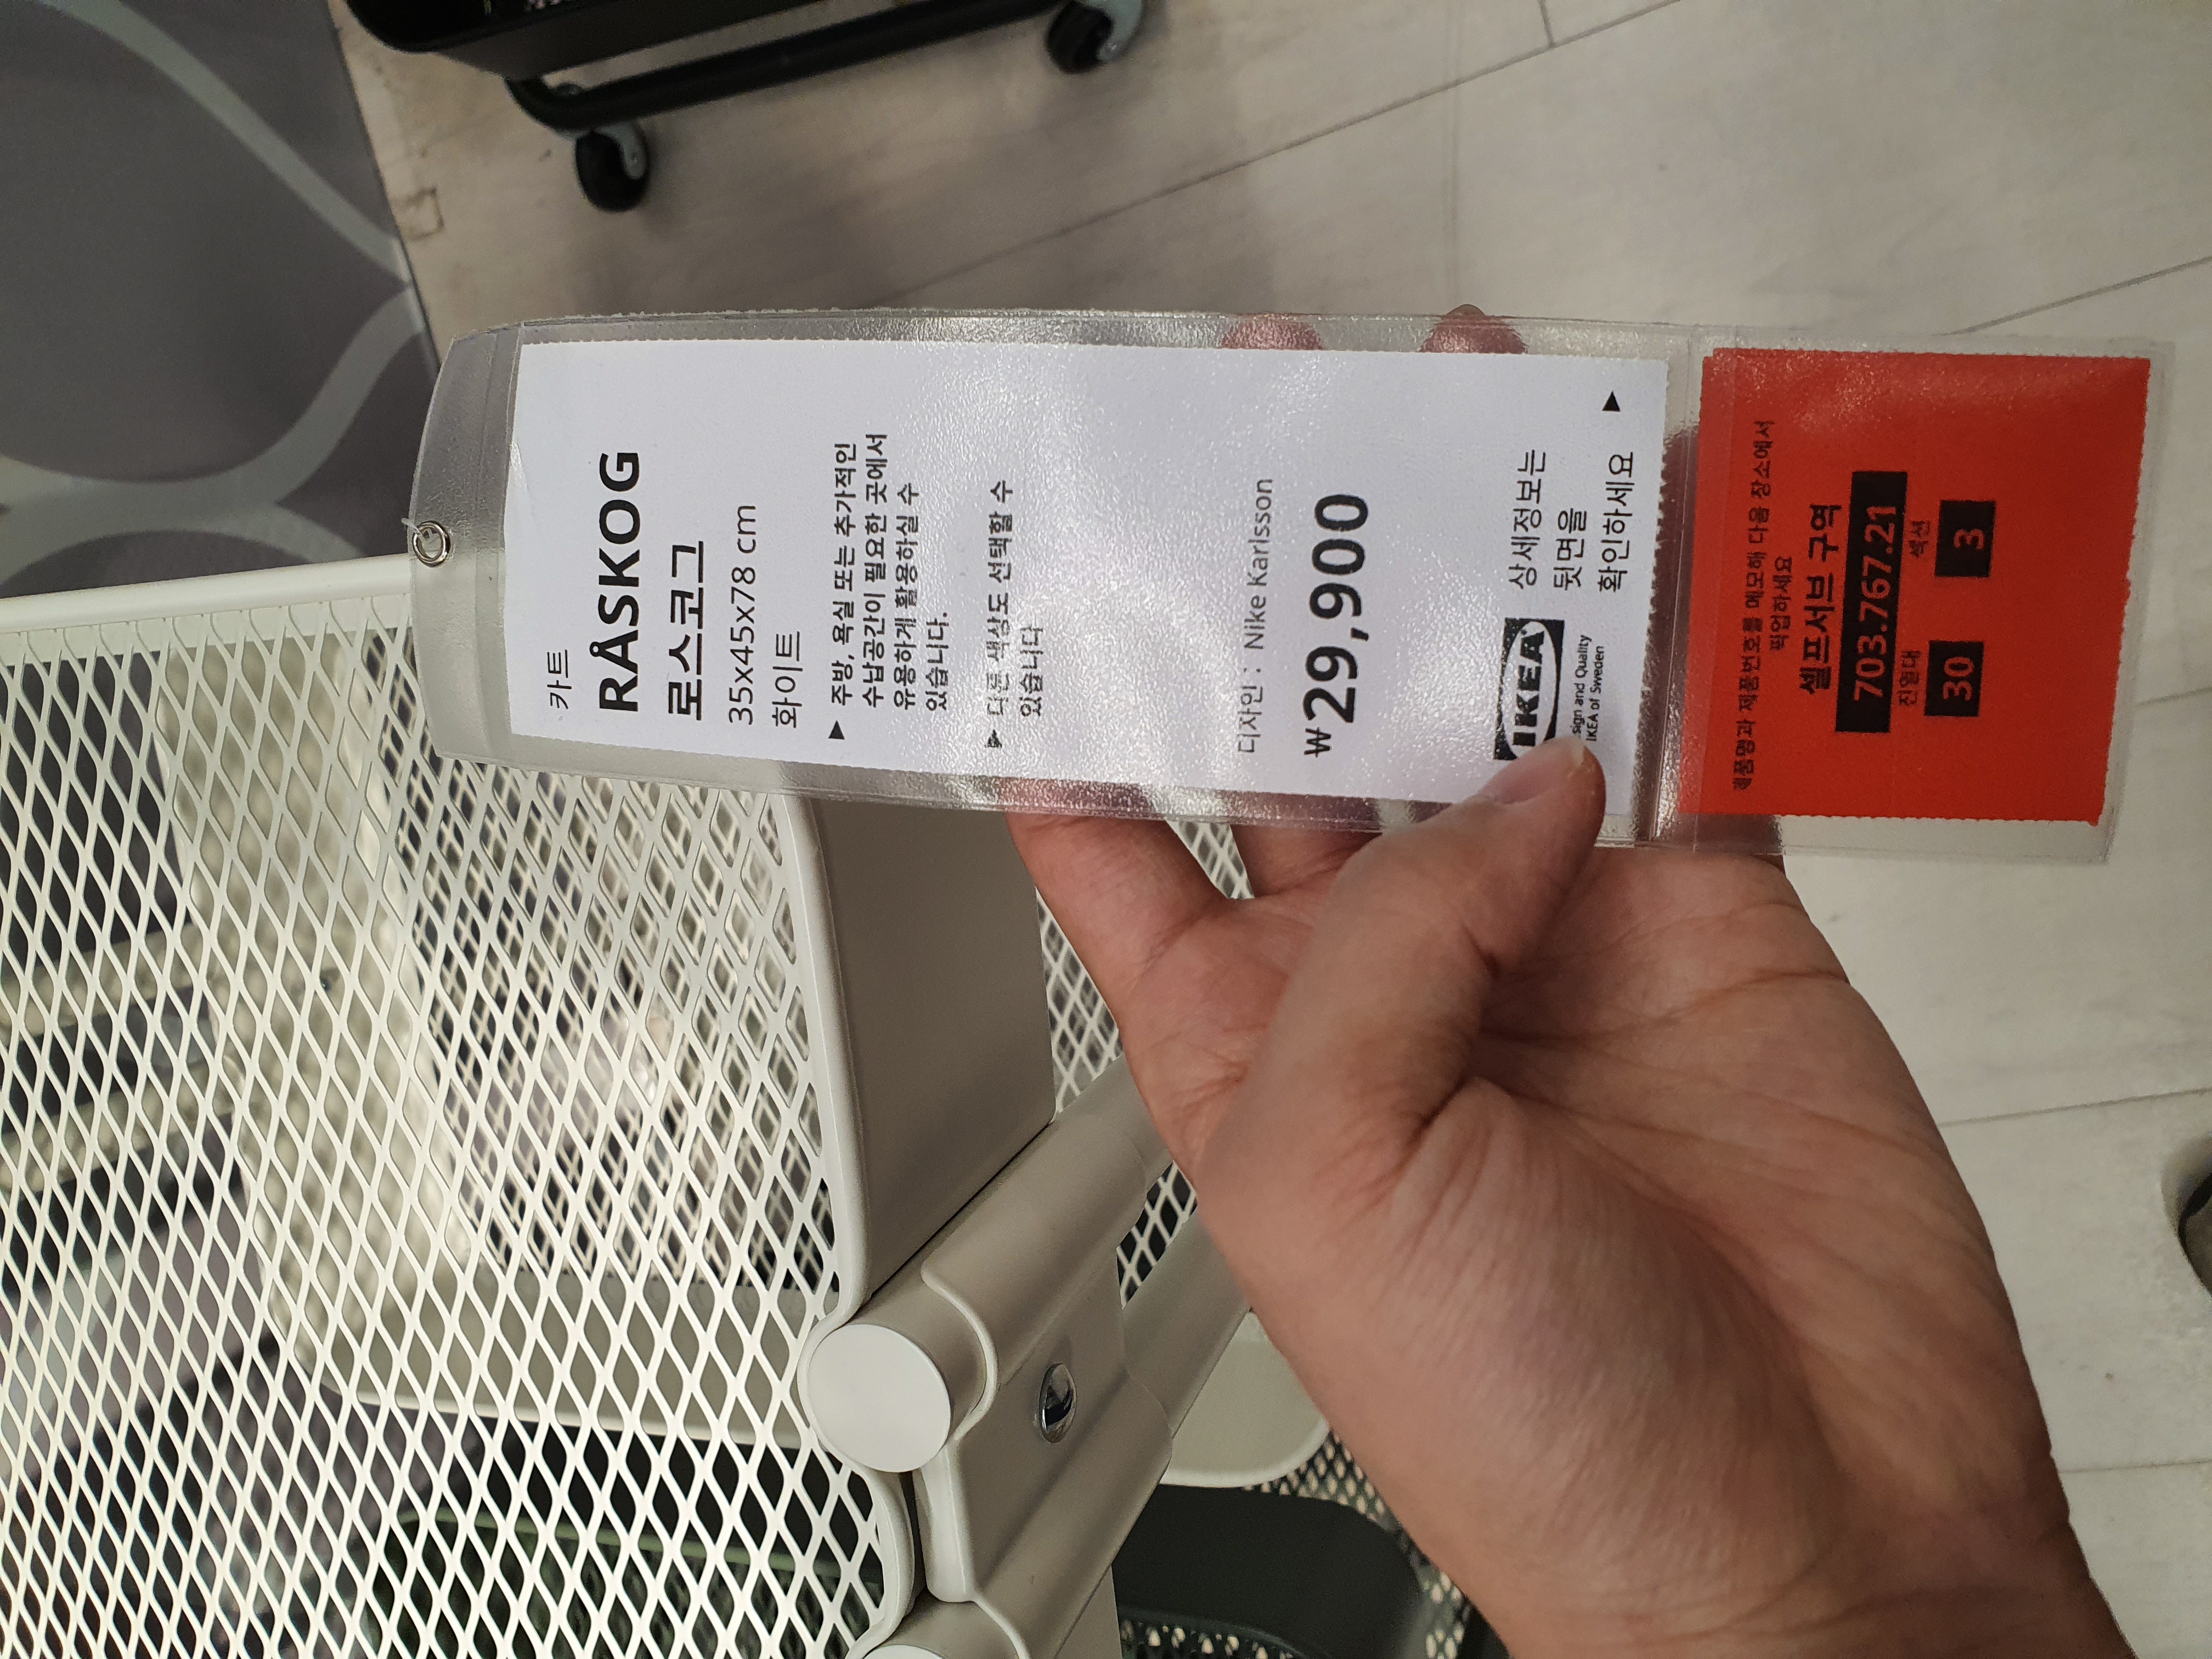 카트
RÅSKOG
로스코그
35x45x78 cm
화이트
▶ 주방, 욕실 또는 추가적인
수납공간이 필요한 곳에서
유용하게 활용하실 수
있습니다.
▶ 다른 색상도 선택할 수
있습니다
디자인 : Nike Karlsson
₩29,900
IKEA
sign and Quality
IKEA of Sweden
상세정보는
뒷면을
확인하세요 ▶
제품명과 제품번호를 메모해 다음 장소에서
픽업하세요
셀프서브 구역
703.767.21
진열대 섹션
30 3